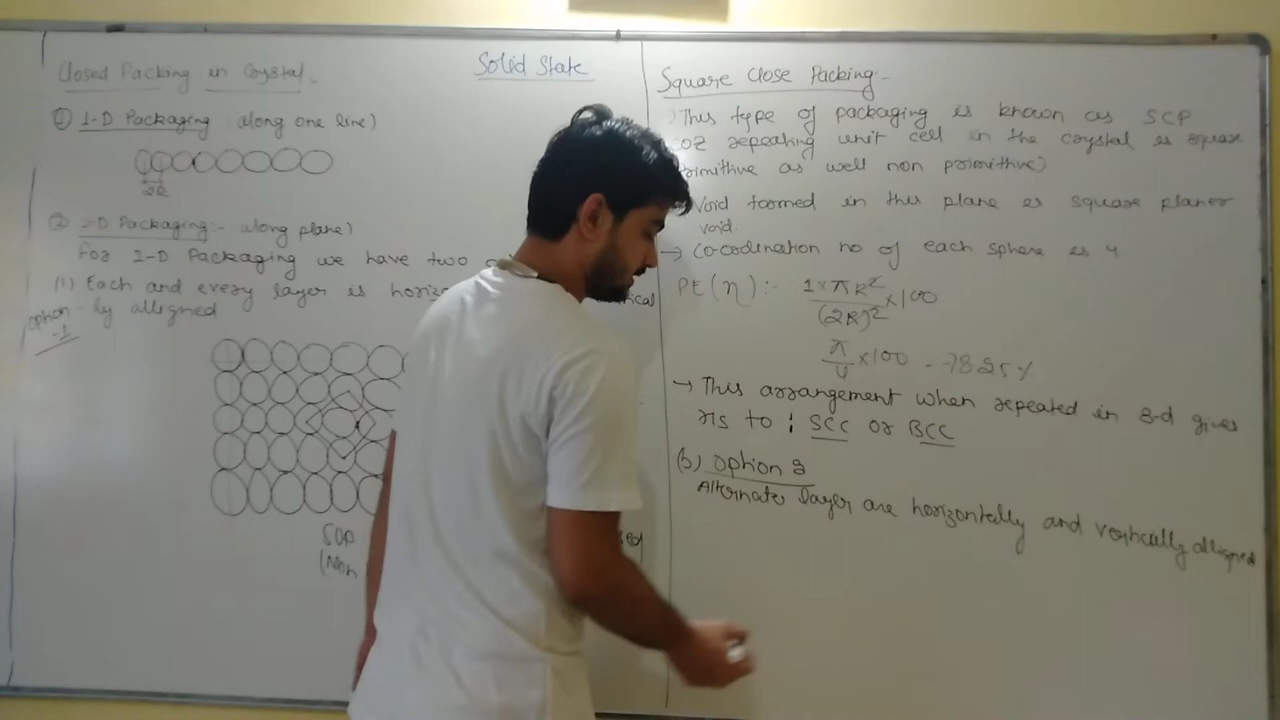 Solid State
Closed Packing in Crystal -
① 1-D Packaging along one line)
2R
② 2-D Packaging:- along plane)
For 2-D Packaging we have two
(1) Each and every layer is horizo
rical
option
-1
ly alligned
SCP
(Non
Square Close Packing:-
This type of packaging is known as SCP
repeating unit cell in the crystal is square
rimitive as well non primitive)
Void formed in this plane is square planer
void.
→ Co-ordination no of each sphere is 4
PE(η):- 1×πR²/(2R)² ×100
π/4 ×100 - 78.25%
→ This arrangement when repeated in 3-d gives
ris to : SCC or BCC
(b) option 2
Alternate layer are horizontally and vertically alligned